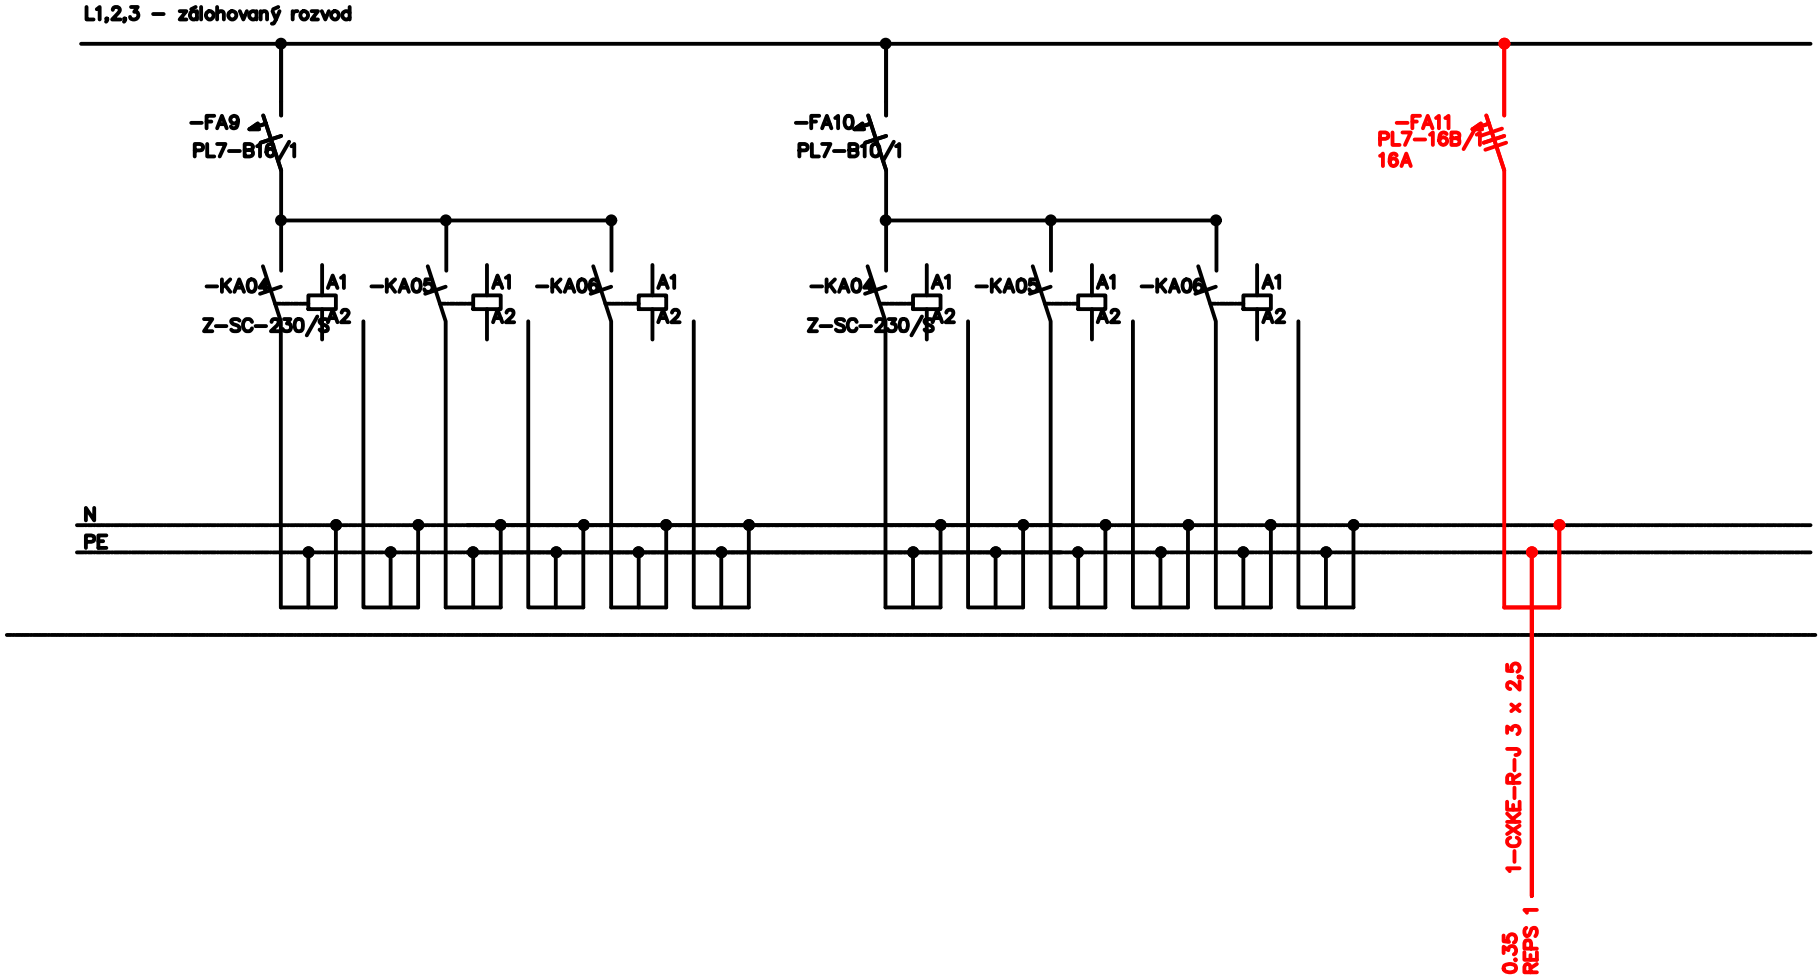 L1,2,3 – zálohovaný rozvod
–FA9
PL7–B16/1
–FA10
PL7–B10/1
–FA11
PL7–16B/1
16A
–KA04
A1
–KA05
A1
–KA06
A1
–KA04
A1
–KA05
A1
–KA06
A1
Z–SC–230/S
A2
A2
A2
Z–SC–230/S
A2
A2
A2
N
PE
1–CXKE–R–J 3 x 2,5
0.35
REPS 1